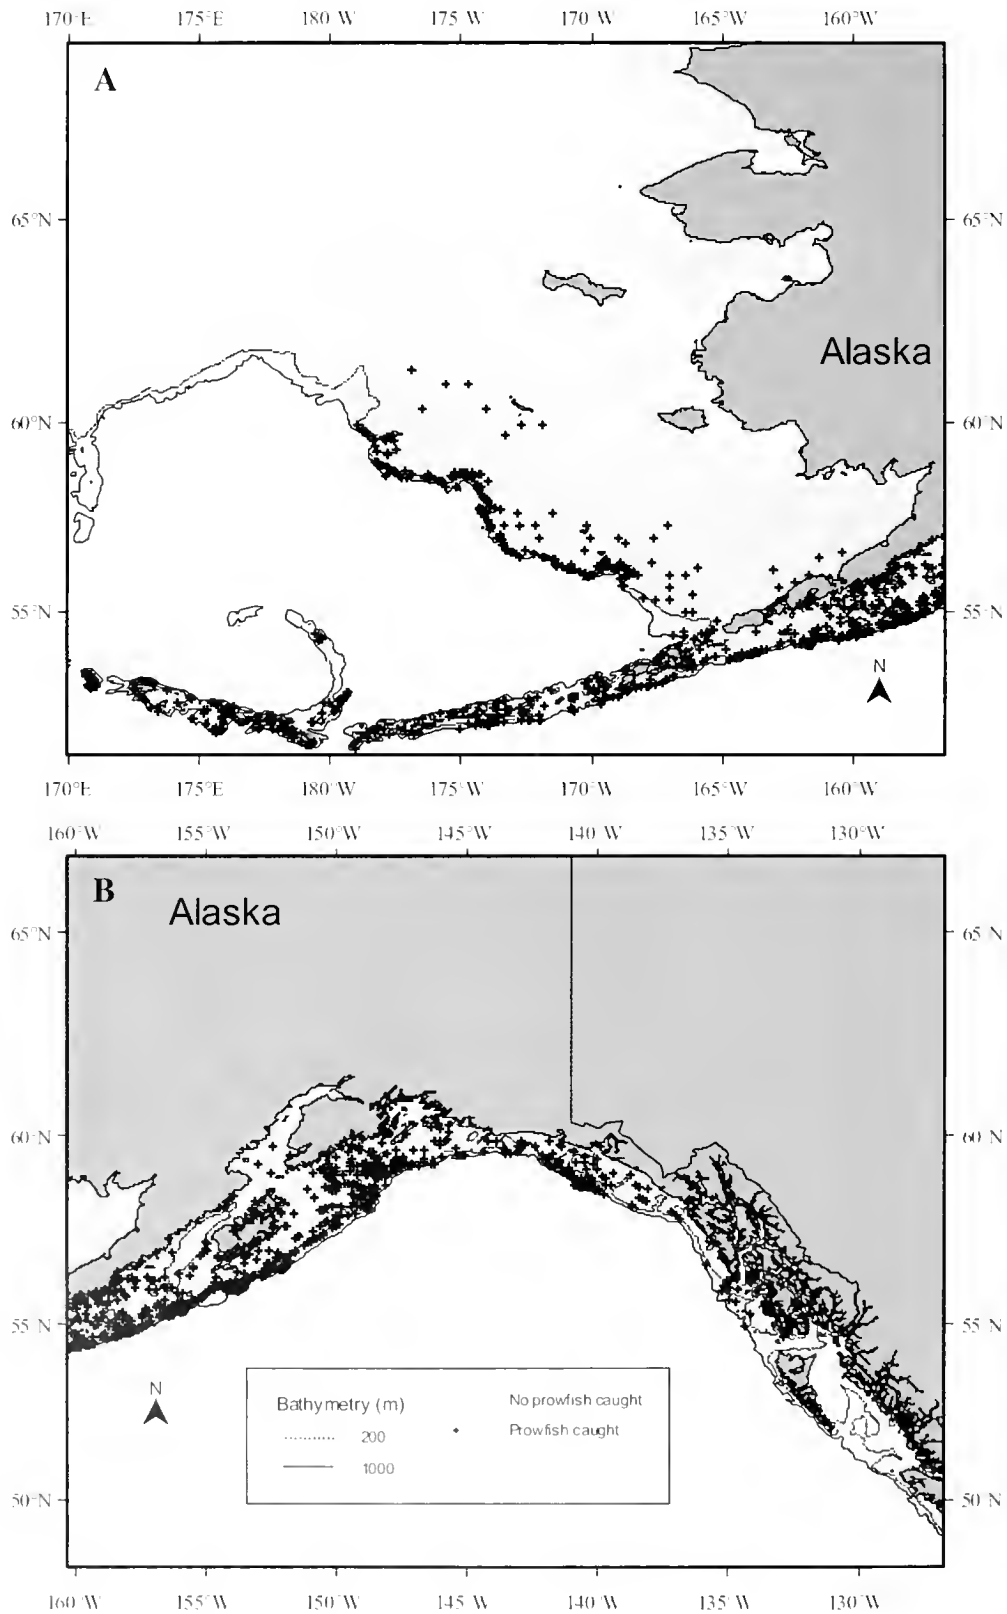 170°E 175°E 180°W 175°W 170°W 165°W 160°W
A
65°N 65°N
Alaska
60°N 60°N
55°N 55°N
N
170°E 175°E 180°W 175°W 170°W 165°W 160°W
160°W 155°W 150°W 145°W 140°W 135°W 130°W
B
Alaska
65°N 65°N
60°N 60°N
55°N 55°N
N
Bathymetry (m) No prowfish caught
200 Prowfish caught
1000
50°N 50°N
160°W 155°W 150°W 145°W 140°W 135°W 130°W